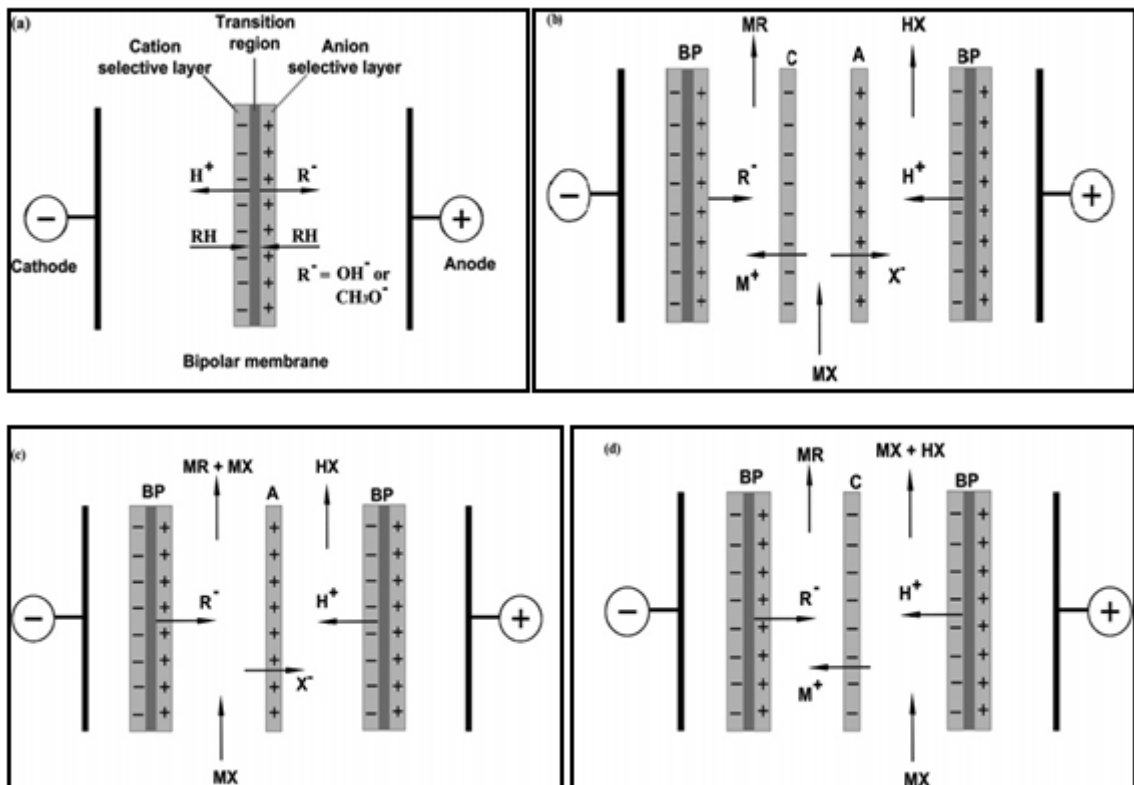 (a)
Transition
region
Cation
selective layer
Anion
selective layer
H⁺
R⁻
RH
RH
R⁻ = OH⁻ or
CH₃O⁻
−
Cathode
+
Anode
Bipolar membrane
(b)
MR
HX
BP
C
A
BP
R⁻
H⁺
−
+
M⁺
X⁻
MX
(c)
MR + MX
HX
BP
A
BP
R⁻
H⁺
−
+
X⁻
MX
(d)
MR
MX + HX
BP
C
BP
R⁻
H⁺
−
+
M⁺
MX